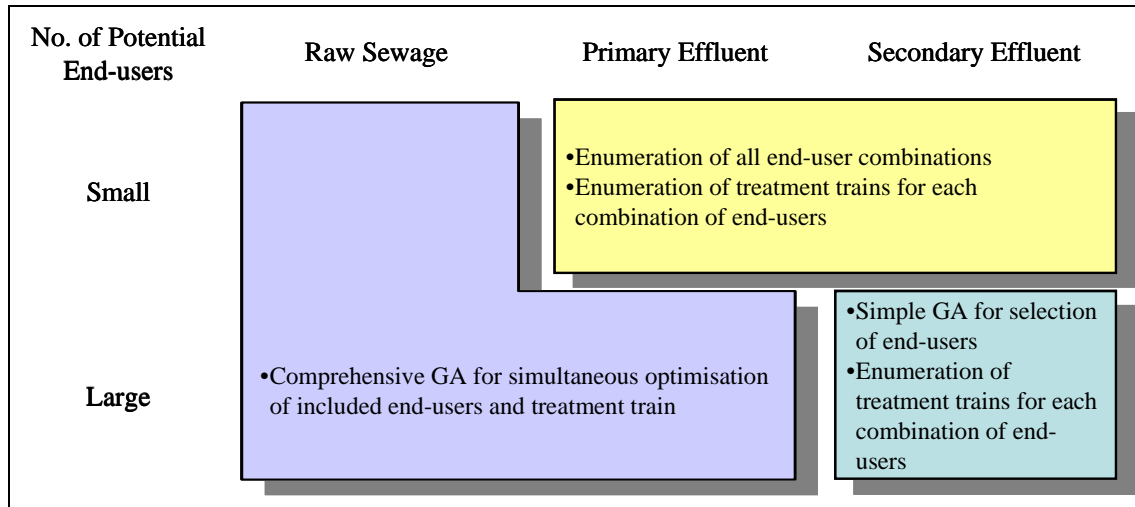 No. of Potential
End-users
Raw Sewage
Primary Effluent
Secondary Effluent
Small
•Enumeration of all end-user combinations
•Enumeration of treatment trains for each
combination of end-users
Large
•Comprehensive GA for simultaneous optimisation
of included end-users and treatment train
•Simple GA for selection
of end-users
•Enumeration of
treatment trains for each
combination of end-
users